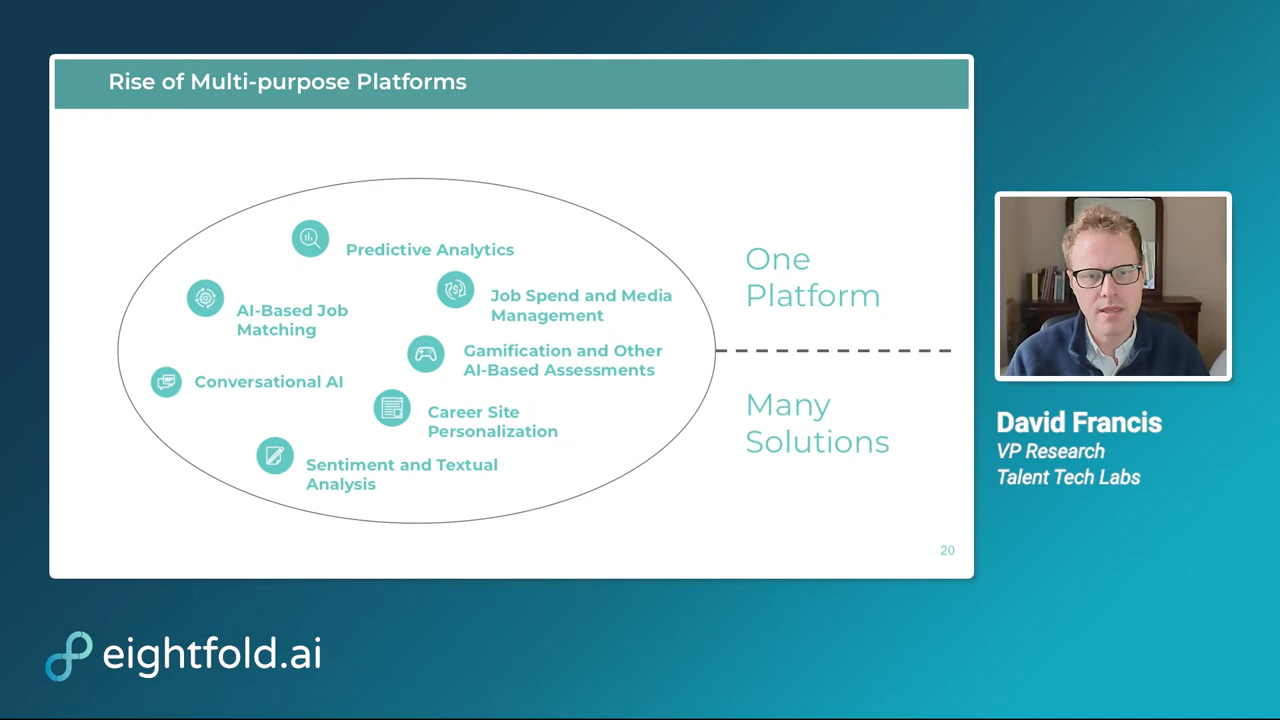 Rise of Multi-purpose Platforms
Predictive Analytics
AI-Based Job
Matching
Job Spend and Media
Management
Gamification and Other
AI-Based Assessments
Conversational AI
Career Site
Personalization
Sentiment and Textual
Analysis
One
Platform
Many
Solutions
20
David Francis
VP Research
Talent Tech Labs
eightfold.ai